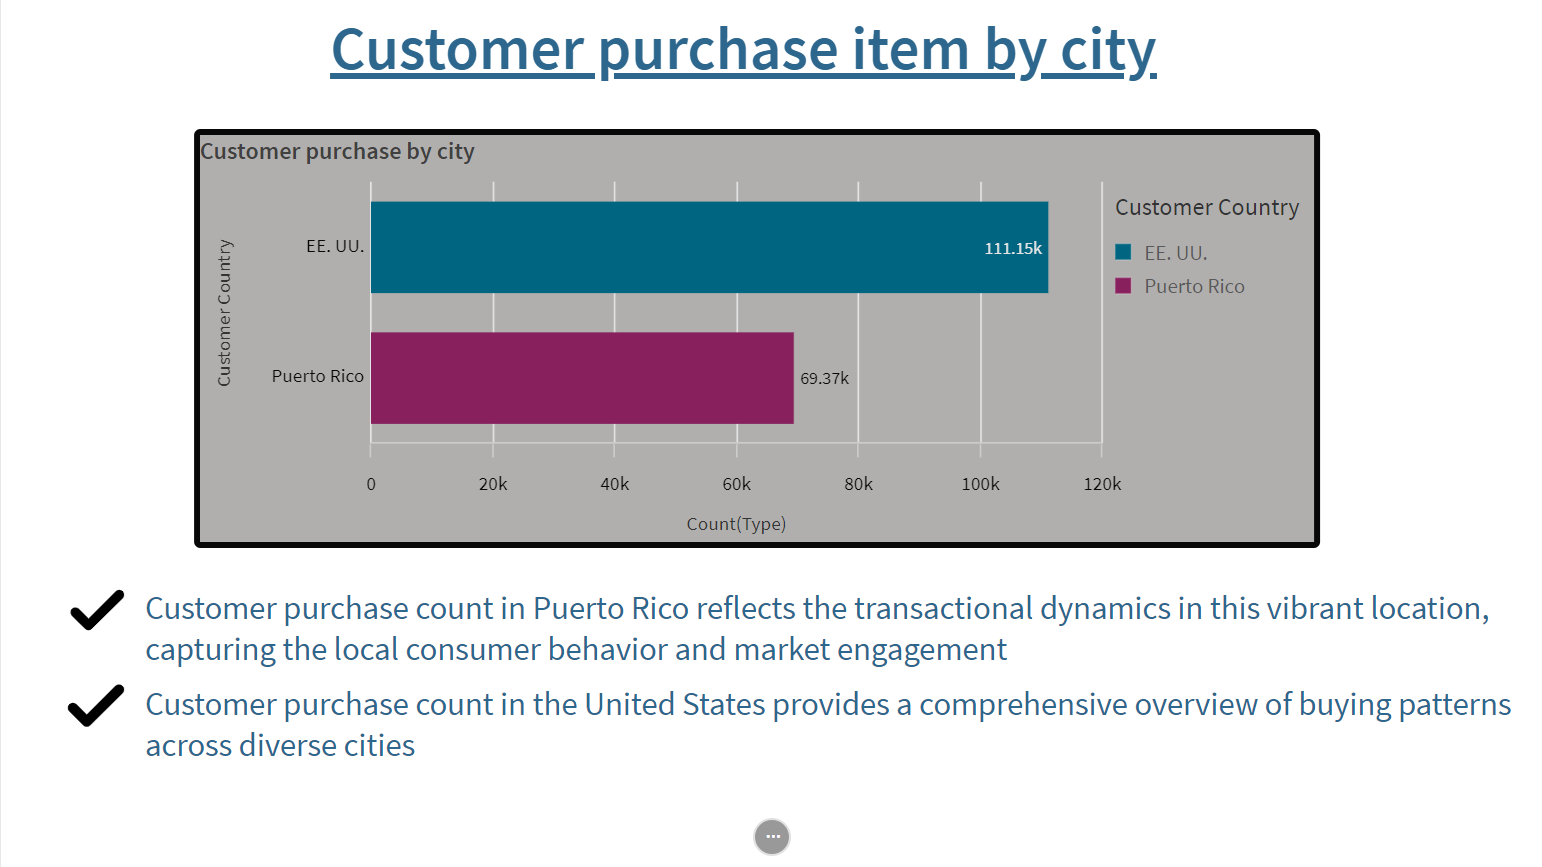 Customer purchase item by city
Customer purchase by city
Customer Country
EE. UU.
111.15k
Puerto Rico
69.37k
0 20k 40k 60k 80k 100k 120k
Count(Type)
Customer Country
EE. UU.
Puerto Rico
Customer purchase count in Puerto Rico reflects the transactional dynamics in this vibrant location,
capturing the local consumer behavior and market engagement
Customer purchase count in the United States provides a comprehensive overview of buying patterns
across diverse cities